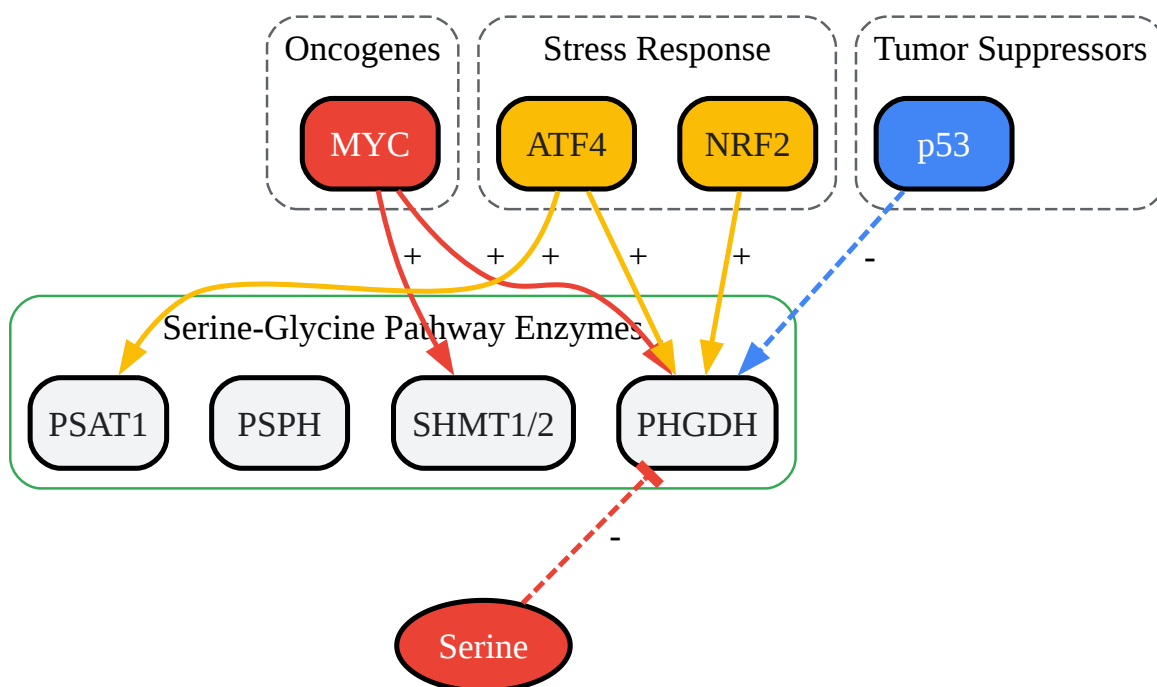 Oncogenes
Stress Response
Tumor Suppressors
MYC
ATF4
NRF2
p53
+
+
+
+
+
-
Serine-Glycine Pathway Enzymes
PSAT1
PSPH
SHMT1/2
PHGDH
-
Serine